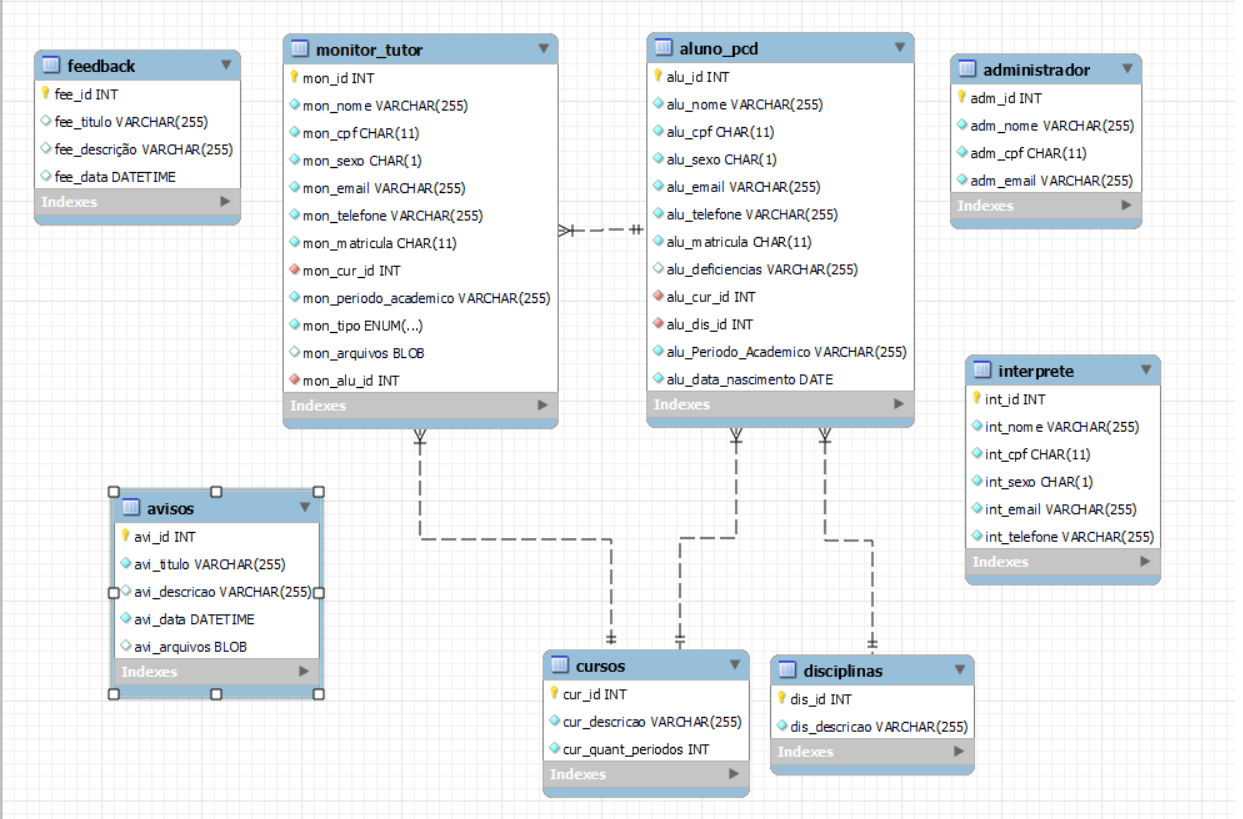 feedback
fee_id INT
fee_titulo VARCHAR(255)
fee_descrição VARCHAR(255)
fee_data DATETIME
Indexes
monitor_tutor
mon_id INT
mon_nome VARCHAR(255)
mon_cpf CHAR(11)
mon_sexo CHAR(1)
mon_email VARCHAR(255)
mon_telefone VARCHAR(255)
mon_matricula CHAR(11)
mon_cur_id INT
mon_periodo_academico VARCHAR(255)
mon_tipo ENUM(...)
mon_arquivos BLOB
mon_alu_id INT
Indexes
aluno_pcd
alu_id INT
alu_nome VARCHAR(255)
alu_cpf CHAR(11)
alu_sexo CHAR(1)
alu_email VARCHAR(255)
alu_telefone VARCHAR(255)
alu_matricula CHAR(11)
alu_deficiencias VARCHAR(255)
alu_cur_id INT
alu_dis_id INT
alu_Periodo_Academico VARCHAR(255)
alu_data_nascimento DATE
Indexes
administrador
adm_id INT
adm_nome VARCHAR(255)
adm_cpf CHAR(11)
adm_email VARCHAR(255)
Indexes
interprete
int_id INT
int_nome VARCHAR(255)
int_cpf CHAR(11)
int_sexo CHAR(1)
int_email VARCHAR(255)
int_telefone VARCHAR(255)
Indexes
avisos
avi_id INT
avi_titulo VARCHAR(255)
avi_descricao VARCHAR(255)
avi_data DATETIME
avi_arquivos BLOB
Indexes
cursos
cur_id INT
cur_descricao VARCHAR(255)
cur_quant_periodos INT
Indexes
disciplinas
dis_id INT
dis_descricao VARCHAR(255)
Indexes